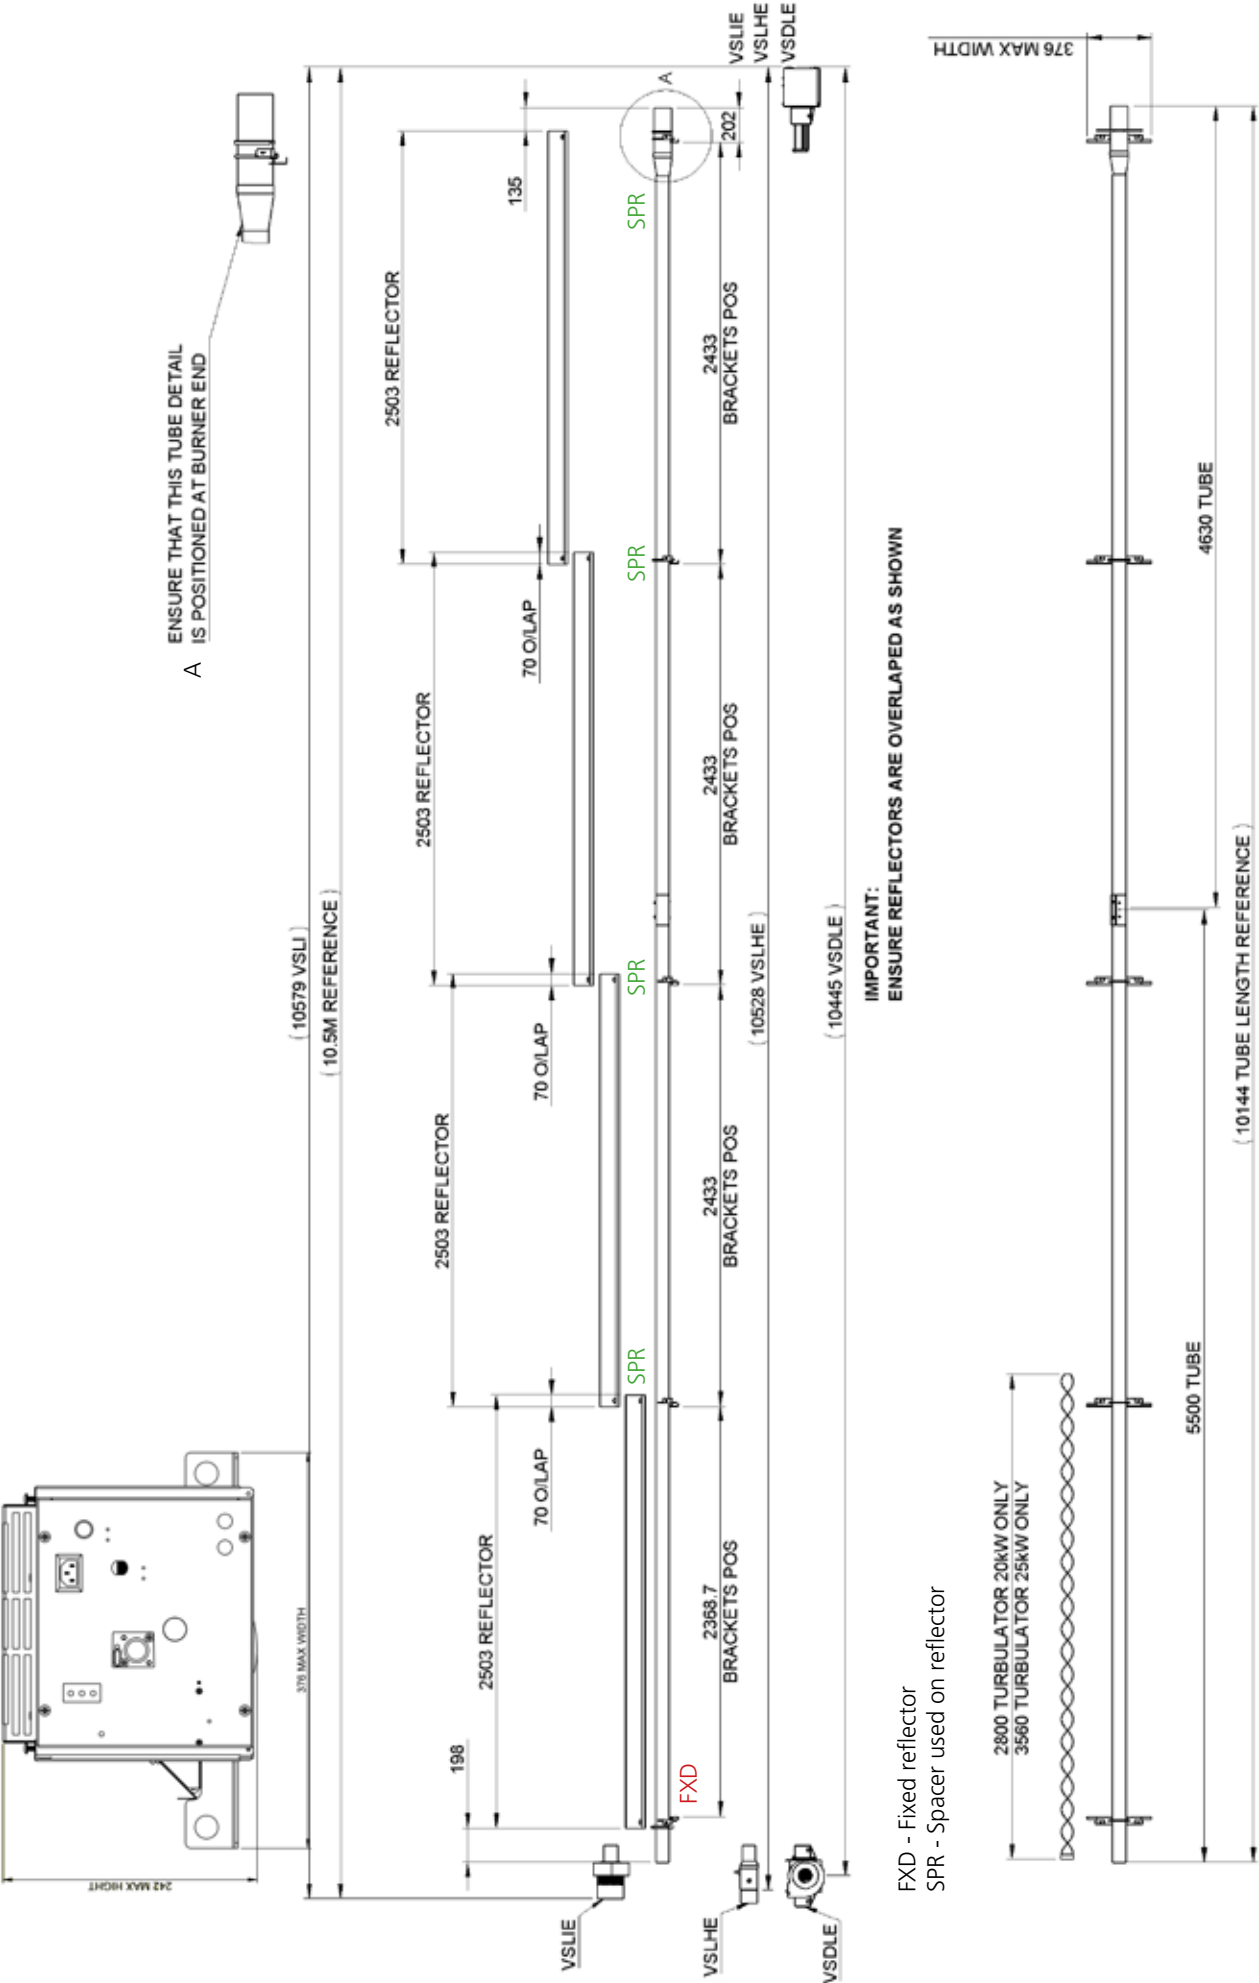 242 MAX HIGHT
376 MAX WIDTH
A
ENSURE THAT THIS TUBE DETAIL
IS POSITIONED AT BURNER END
( 10579 VSLI )
( 10.5M REFERENCE )
198
2503 REFLECTOR
2503 REFLECTOR
2503 REFLECTOR
2503 REFLECTOR
70 O/LAP
70 O/LAP
70 O/LAP
135
FXD
SPR
SPR
SPR
SPR
A
2368.7
BRACKETS POS
2433
BRACKETS POS
2433
BRACKETS POS
2433
BRACKETS POS
202
VSLIE
VSLHE
VSDLE
VSLIE
VSLHE
VSDLE
( 10528 VSLHE )
( 10445 VSDLE )
IMPORTANT:
ENSURE REFLECTORS ARE OVERLAPED AS SHOWN
FXD - Fixed reflector
SPR - Spacer used on reflector
376 MAX WIDTH
2800 TURBULATOR 20kW ONLY
3560 TURBULATOR 25kW ONLY
5500 TUBE
4630 TUBE
( 10144 TUBE LENGTH REFERENCE )